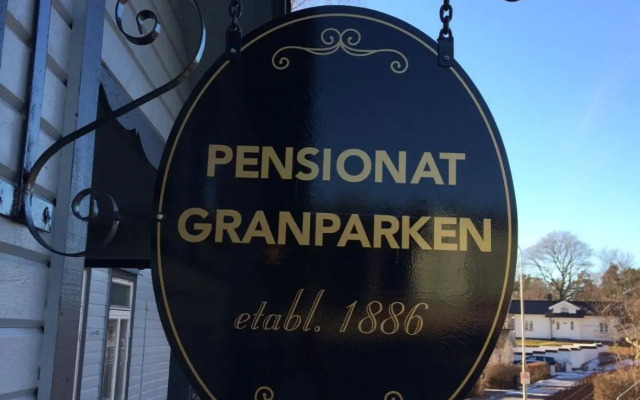 PENSIONAT
GRANPARKEN
etabl. 1886